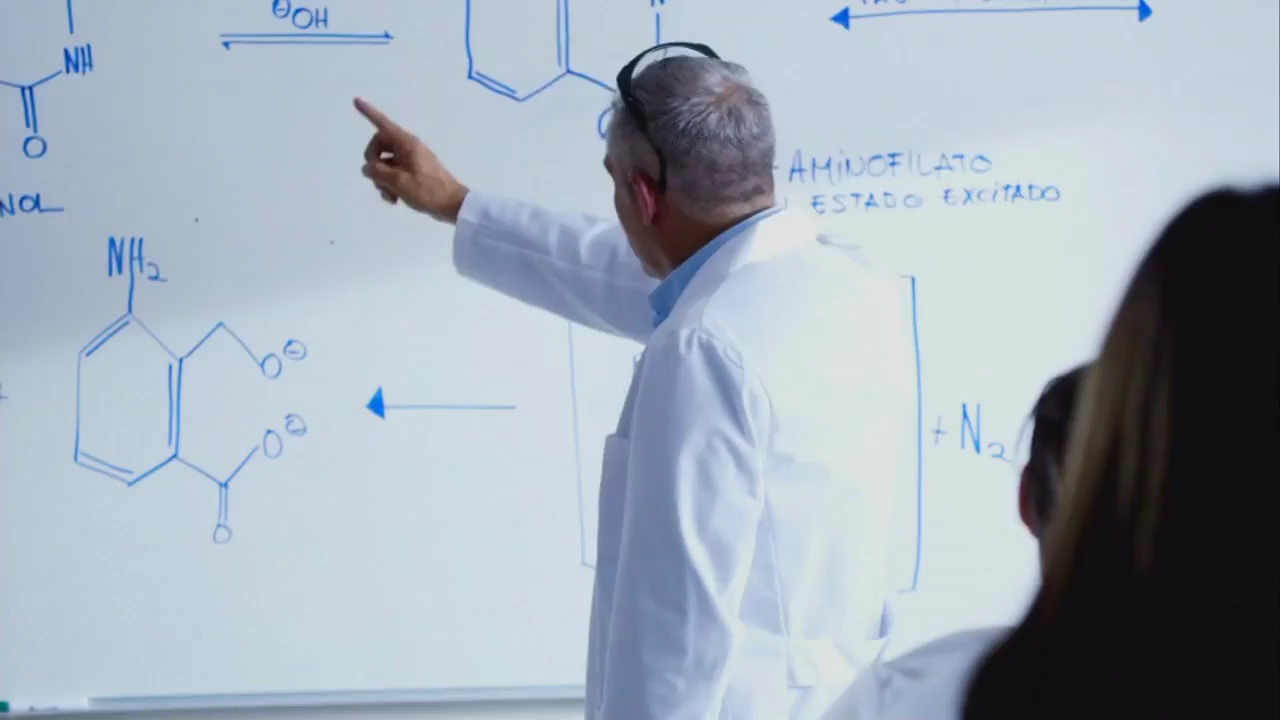 ⊖OH
NH
O
AMINOFILATO
NOL
ESTADO EXCITADO
NH2
O⊖
O⊖
+ N2
O